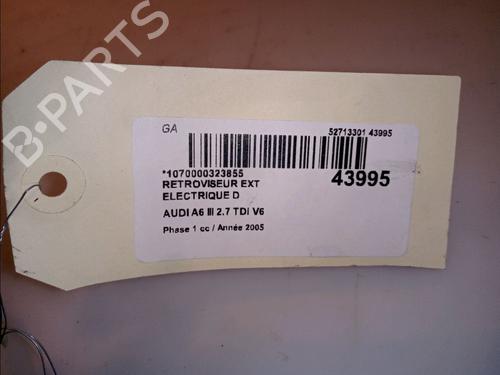 B-PARTS
GA
52713301 43995
*1070000323855
43995
RETROVISEUR EXT
ELECTRIQUE D
AUDI A6 III 2.7 TDI V6
Phase 1 cc / Année 2005